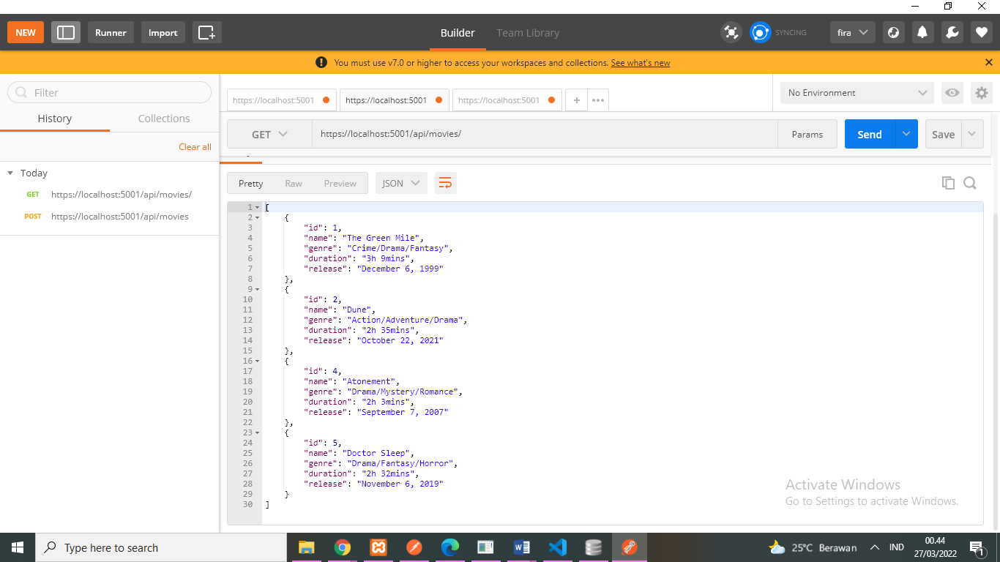 NEW Runner Import Builder Team Library SYNCING fira
You must use v7.0 or higher to access your workspaces and collections. See what's new
Filter
History Collections
Clear all
Today
GET https://localhost:5001/api/movies/
POST https://localhost:5001/api/movies
https://localhost:5001 https://localhost:5001 https://localhost:5001 + ••• No Environment
GET https://localhost:5001/api/movies/ Params Send Save
Pretty Raw Preview JSON
1 [
2 {
3 "id": 1,
4 "name": "The Green Mile",
5 "genre": "Crime/Drama/Fantasy",
6 "duration": "3h 9mins",
7 "release": "December 6, 1999"
8 },
9 {
10 "id": 2,
11 "name": "Dune",
12 "genre": "Action/Adventure/Drama",
13 "duration": "2h 35mins",
14 "release": "October 22, 2021"
15 },
16 {
17 "id": 4,
18 "name": "Atonement",
19 "genre": "Drama/Mystery/Romance",
20 "duration": "2h 3mins",
21 "release": "September 7, 2007"
22 },
23 {
24 "id": 5,
25 "name": "Doctor Sleep",
26 "genre": "Drama/Fantasy/Horror",
27 "duration": "2h 32mins",
28 "release": "November 6, 2019"
29 }
30 ]
Activate Windows
Go to Settings to activate Windows.
Type here to search
25°C Berawan IND
00.44
27/03/2022
1